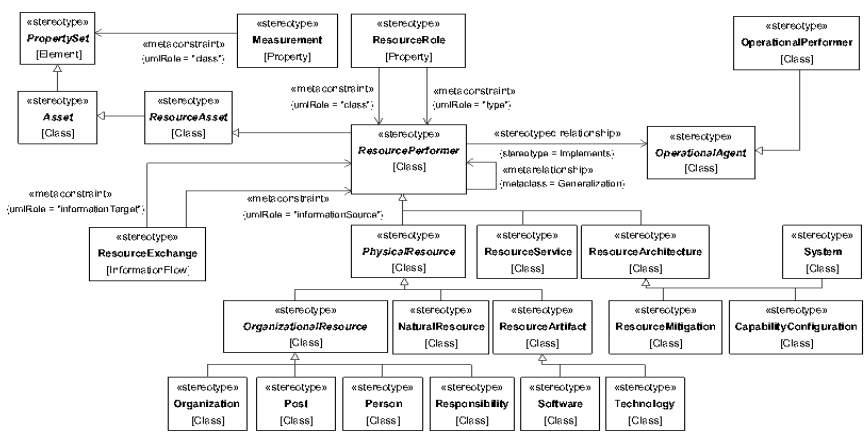 «stereotype»
PropertySet
[Element]
«metaconstraint»
{umlRole = "class"}
«stereotype»
Measurement
[Property]
«stereotype»
ResourceRole
[Property]
«stereotype»
OperationalPerformer
[Class]
«metaconstraint»
{umlRole = "class"}
«metaconstraint»
{umlRole = "type"}
«stereotype»
Asset
[Class]
«stereotype»
ResourceAsset
[Class]
«stereotype»
ResourcePerformer
[Class]
«stereotyped relationship»
{stereotype = Implements}
«metarelationship»
{metaclass = Generalization}
«stereotype»
OperationalAgent
[Class]
«metaconstraint»
{umlRole = "informationTarget"}
«metaconstraint»
{umlRole = "informationSource"}
«stereotype»
ResourceExchange
[InformationFlow]
«stereotype»
PhysicalResource
[Class]
«stereotype»
ResourceService
[Class]
«stereotype»
ResourceArchitecture
[Class]
«stereotype»
System
[Class]
«stereotype»
OrganizationalResource
[Class]
«stereotype»
NaturalResource
[Class]
«stereotype»
ResourceArtifact
[Class]
«stereotype»
ResourceMitigation
[Class]
«stereotype»
CapabilityConfiguration
[Class]
«stereotype»
Organization
[Class]
«stereotype»
Post
[Class]
«stereotype»
Person
[Class]
«stereotype»
Responsibility
[Class]
«stereotype»
Software
[Class]
«stereotype»
Technology
[Class]